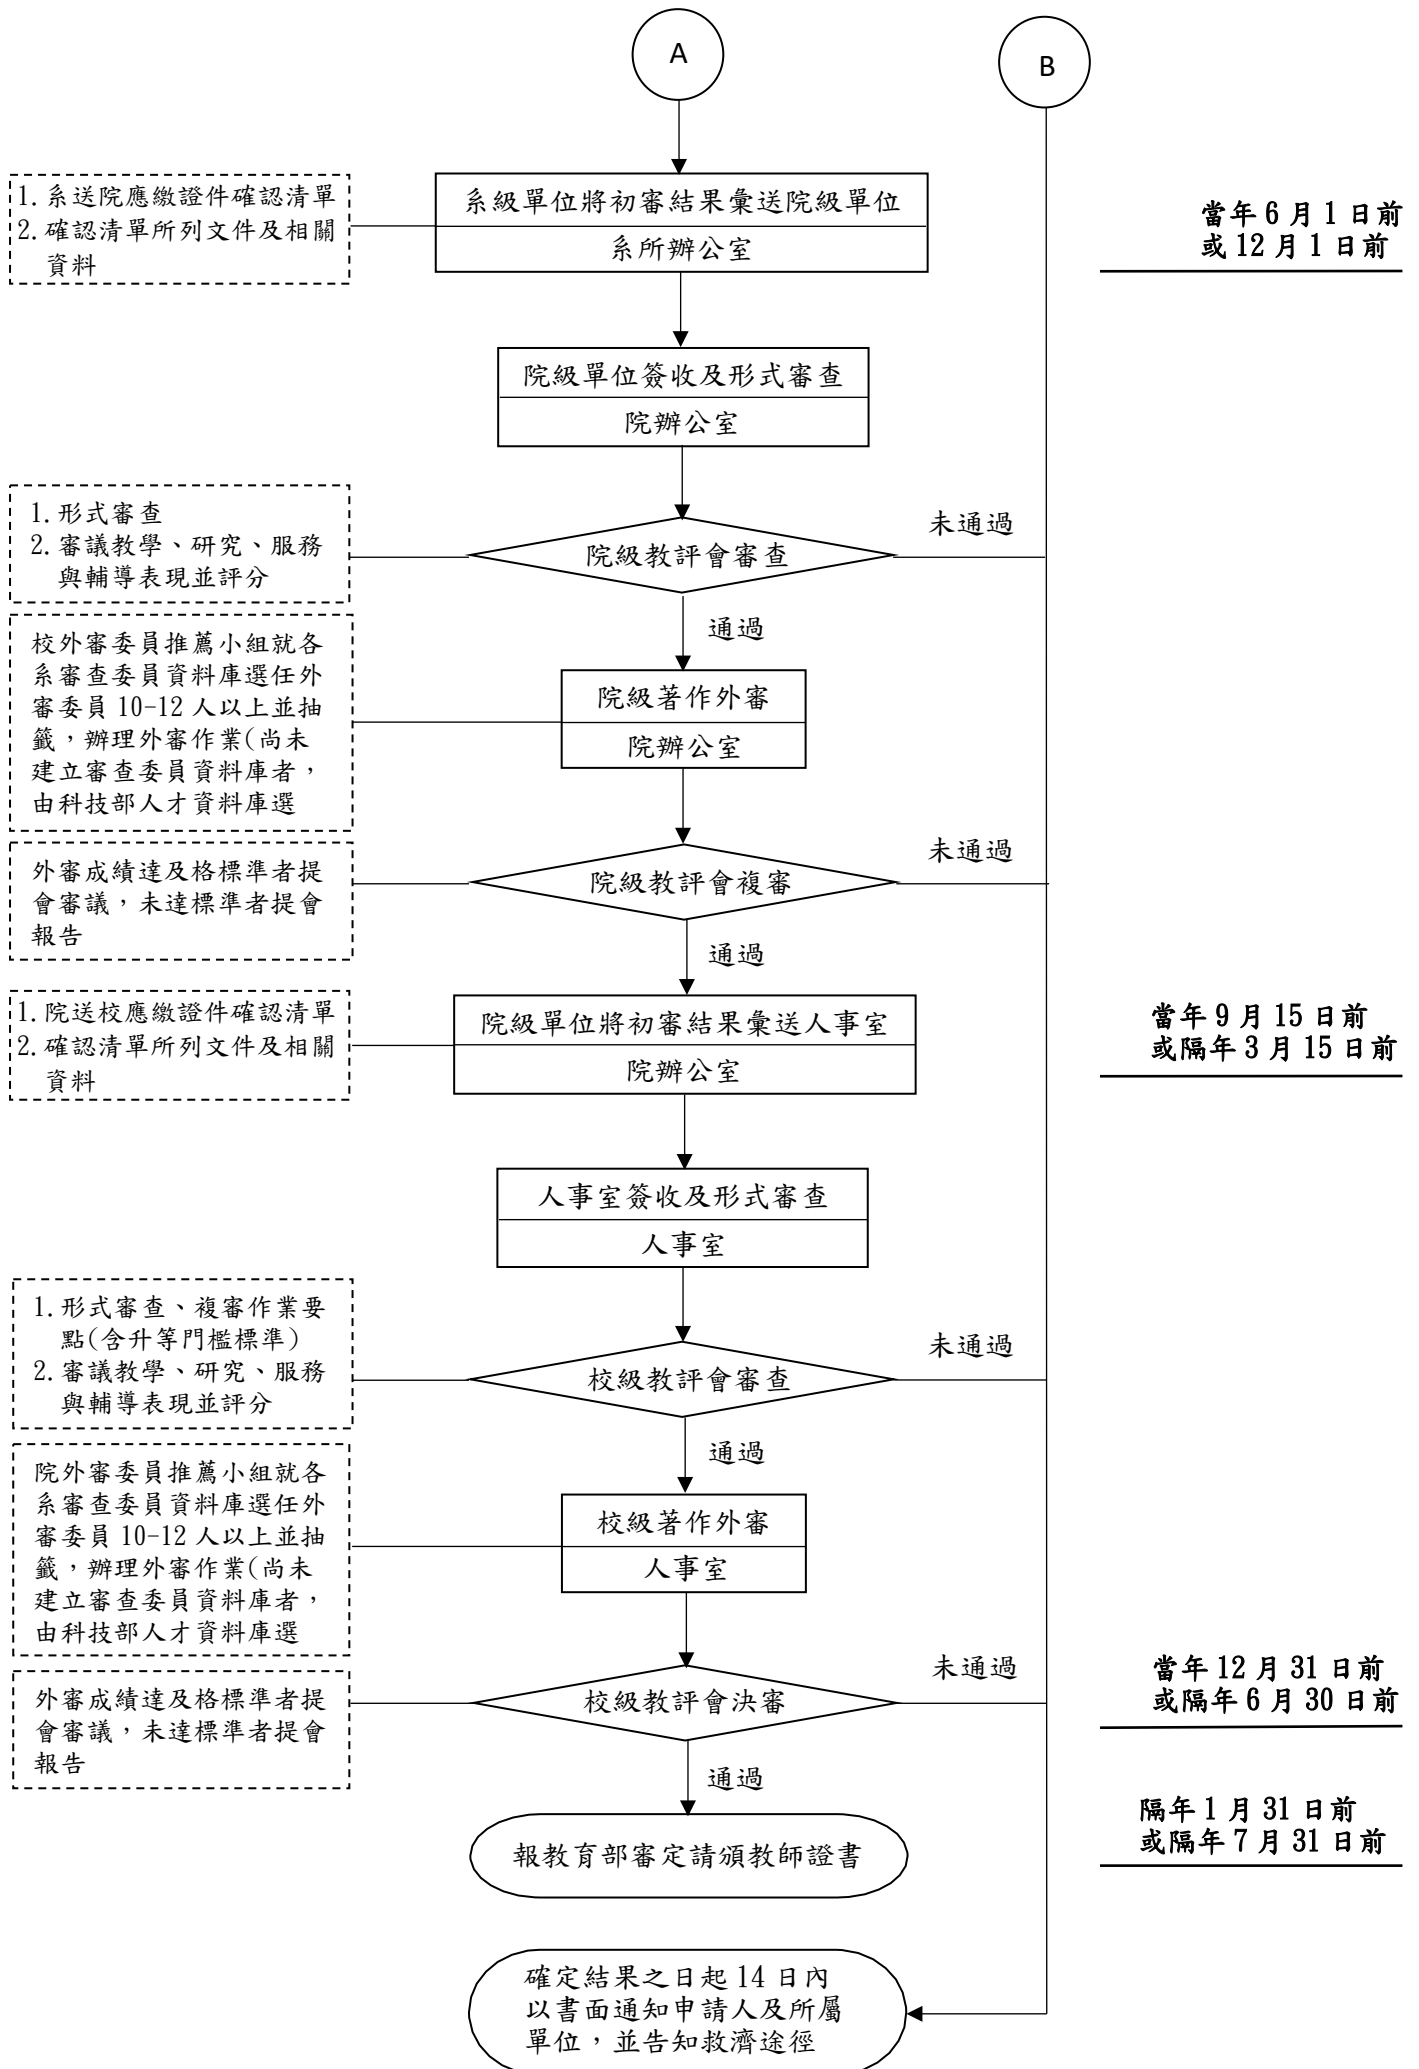 A
B
1.系送院應繳證件確認清單
2.確認清單所列文件及相關
資料
系級單位將初審結果彙送院級單位
系所辦公室
當年 6 月 1 日前
或 12 月 1 日前
院級單位簽收及形式審查
院辦公室
1.形式審查
2.審議教學、研究、服務
與輔導表現並評分
院級教評會審查
未通過
通過
校外審委員推薦小組就各
系審查委員資料庫選任外
審委員 10-12 人以上並抽
籤，辦理外審作業(尚未
建立審查委員資料庫者，
由科技部人才資料庫選
院級著作外審
院辦公室
外審成績達及格標準者提
會審議，未達標準者提會
報告
院級教評會複審
未通過
通過
1.院送校應繳證件確認清單
2.確認清單所列文件及相關
資料
院級單位將初審結果彙送人事室
院辦公室
當年 9 月 15 日前
或隔年 3 月 15 日前
人事室簽收及形式審查
人事室
1.形式審查、複審作業要
點(含升等門檻標準)
2.審議教學、研究、服務
與輔導表現並評分
校級教評會審查
未通過
通過
院外審委員推薦小組就各
系審查委員資料庫選任外
審委員 10-12 人以上並抽
籤，辦理外審作業(尚未
建立審查委員資料庫者，
由科技部人才資料庫選
校級著作外審
人事室
外審成績達及格標準者提
會審議，未達標準者提會
報告
校級教評會決審
未通過
當年 12 月 31 日前
或隔年 6 月 30 日前
通過
報教育部審定請頒教師證書
隔年 1 月 31 日前
或隔年 7 月 31 日前
確定結果之日起 14 日內
以書面通知申請人及所屬
單位，並告知救濟途徑